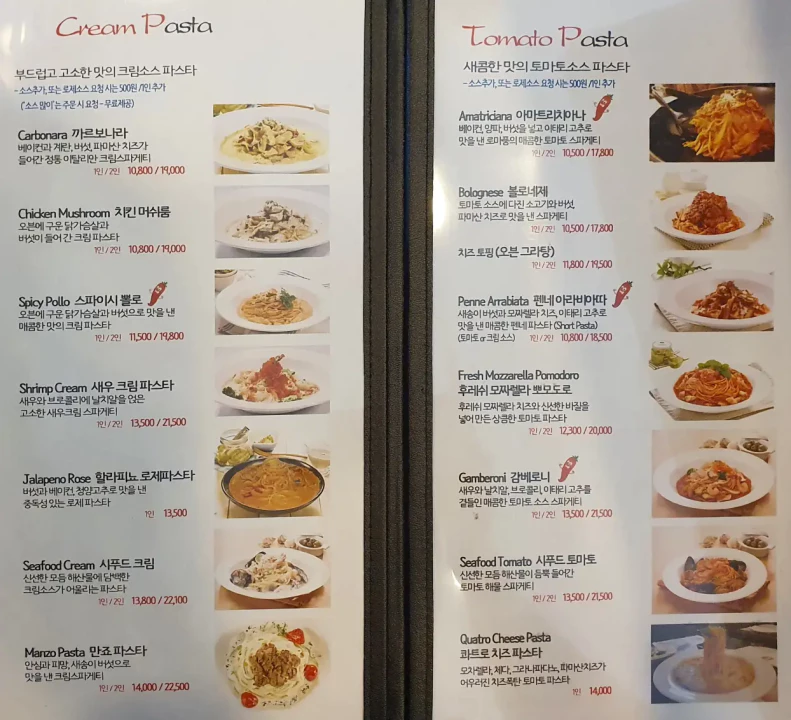 Cream Pasta
부드럽고 고소한 맛의 크림소스 파스타
- 소스추가, 또는 로제소스 요청 시는 500원 /1인 추가
('소스 많이'는 주문 시 요청 - 무료제공)
Carbonara 까르보나라
베이컨과 계란, 버섯, 파마산 치즈가
들어간 정통 이탈리안 크림스파게티
1인 / 2인 10,800 / 19,000
Chicken Mushroom 치킨 머쉬룸
오븐에 구운 닭가슴살과
버섯이 들어 간 크림 파스타
1인 / 2인 10,800 / 19,000
Spicy Pollo 스파이시 뽈로
오븐에 구운 닭가슴살과 버섯으로 맛을 낸
매콤한 맛의 크림 파스타
1인 / 2인 11,500 / 19,800
Shrimp Cream 새우 크림 파스타
새우와 브로콜리에 날치알을 얹은
고소한 새우크림 스파게티
1인 / 2인 13,500 / 21,500
Jalapeno Rose 할라피뇨 로제파스타
버섯과 베이컨, 청양고추로 맛을 낸
중독성 있는 로제 파스타
1인 13,500
Seafood Cream 시푸드 크림
신선한 모듬 해산물에 담백한
크림소스가 어울리는 파스타
1인 / 2인 13,800 / 22,100
Manzo Pasta 만죠 파스타
안심과 피망, 새송이 버섯으로
맛을 낸 크림스파게티
1인 / 2인 14,000 / 22,500
Tomato Pasta
새콤한 맛의 토마토소스 파스타
- 소스추가, 또는 로제소스 요청 시는 500원 /1인 추가
Amatriciana 아마트리치아나
베이컨, 양파, 버섯을 넣고 이태리 고추로
맛을 낸 로마풍의 매콤한 토마토 스파게티
1인 / 2인 10,500 / 17,800
Bolognese 볼로네제
토마토 소스에 다진 소고기와 버섯,
파마산 치즈로 맛을 낸 스파게티
1인 / 2인 10,500 / 17,800
치즈 토핑 (오븐 그라탕)
1인 / 2인 11,800 / 19,500
Penne Arrabiata 펜네 아라비아따
새송이 버섯과 모짜렐라 치즈, 이태리 고추로
맛을 낸 매콤한 펜네 파스타 (Short Pasta)
(토마토 or 크림 소스) 1인 / 2인 10,800 / 18,500
Fresh Mozzarella Pomodoro
후레쉬 모짜렐라 뽀모도로
후레쉬 모짜렐라 치즈와 신선한 바질을
넣어 만든 상큼한 토마토 파스타
1인 / 2인 12,300 / 20,000
Gamberoni 감베로니
새우와 날치알, 브로콜리, 이태리 고추를
곁들인 매콤한 토마토 소스 스파게티
1인 / 2인 13,500 / 21,500
Seafood Tomato 시푸드 토마토
신선한 모듬 해산물이 듬뿍 들어간
토마토 해물 스파게티
1인 / 2인 13,500 / 21,500
Quatro Cheese Pasta
콰트로 치즈 파스타
모차렐라, 체다, 그라나파다노, 파마산치즈가
어우러진 치즈폭탄 토마토 파스타
1인 14,000